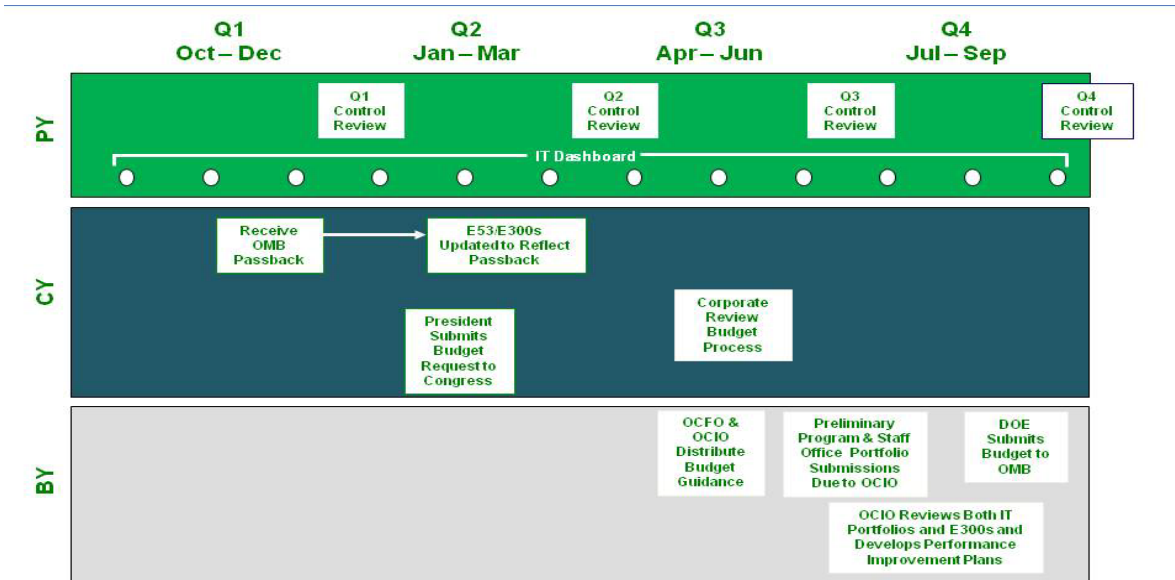 Q1
Oct – Dec
Q2
Jan – Mar
Q3
Apr – Jun
Q4
Jul – Sep
PY
Q1
Control
Review
Q2
Control
Review
Q3
Control
Review
Q4
Control
Review
IT Dashboard
CY
Receive
OMB
Passback
E53/E300s
Updated to Reflect
Passback
President
Submits
Budget
Request to
Congress
Corporate
Review
Budget
Process
BY
OCFO &
OCIO
Distribute
Budget
Guidance
Preliminary
Program & Staff
Office Portfolio
Submissions
Due to OCIO
DOE
Submits
Budget to
OMB
OCIO Reviews Both IT
Portfolios and E300s and
Develops Performance
Improvement Plans